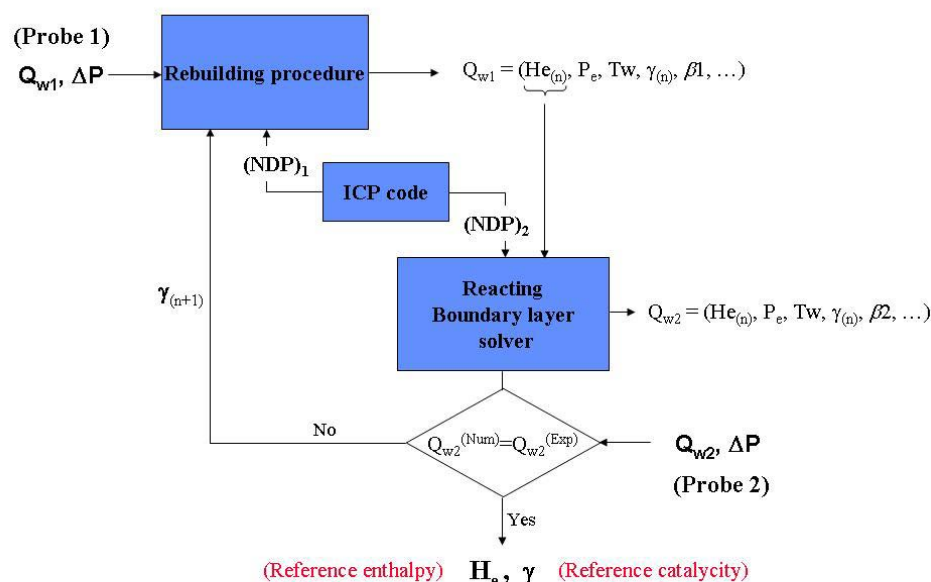 (Probe 1)
Q_w1, ΔP
Rebuilding procedure
Q_w1 = (He_(n), P_e, Tw, γ_(n), β1, …)
(NDP)_1
ICP code
(NDP)_2
γ_(n+1)
Reacting
Boundary layer
solver
Q_w2 = (He_(n), P_e, Tw, γ_(n), β2, …)
No
Q_w2^(Num)=Q_w2^(Exp)
Q_w2, ΔP
(Probe 2)
Yes
(Reference enthalpy) H_e, γ (Reference catalycity)